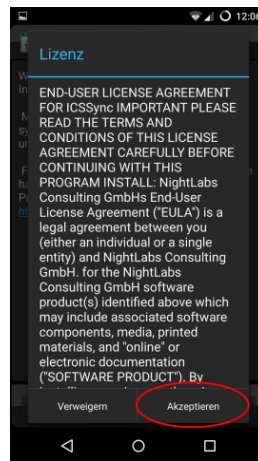 12:06
Lizenz
END-USER LICENSE AGREEMENT
FOR ICSSync IMPORTANT PLEASE
READ THE TERMS AND
CONDITIONS OF THIS LICENSE
AGREEMENT CAREFULLY BEFORE
CONTINUING WITH THIS
PROGRAM INSTALL: NightLabs
Consulting GmbHs End-User
License Agreement ("EULA") is a
legal agreement between you
(either an individual or a single
entity) and NightLabs Consulting
GmbH. for the NightLabs
Consulting GmbH software
product(s) identified above which
may include associated software
components, media, printed
materials, and "online" or
electronic documentation
("SOFTWARE PRODUCT"). By
Verweigern Akzeptieren